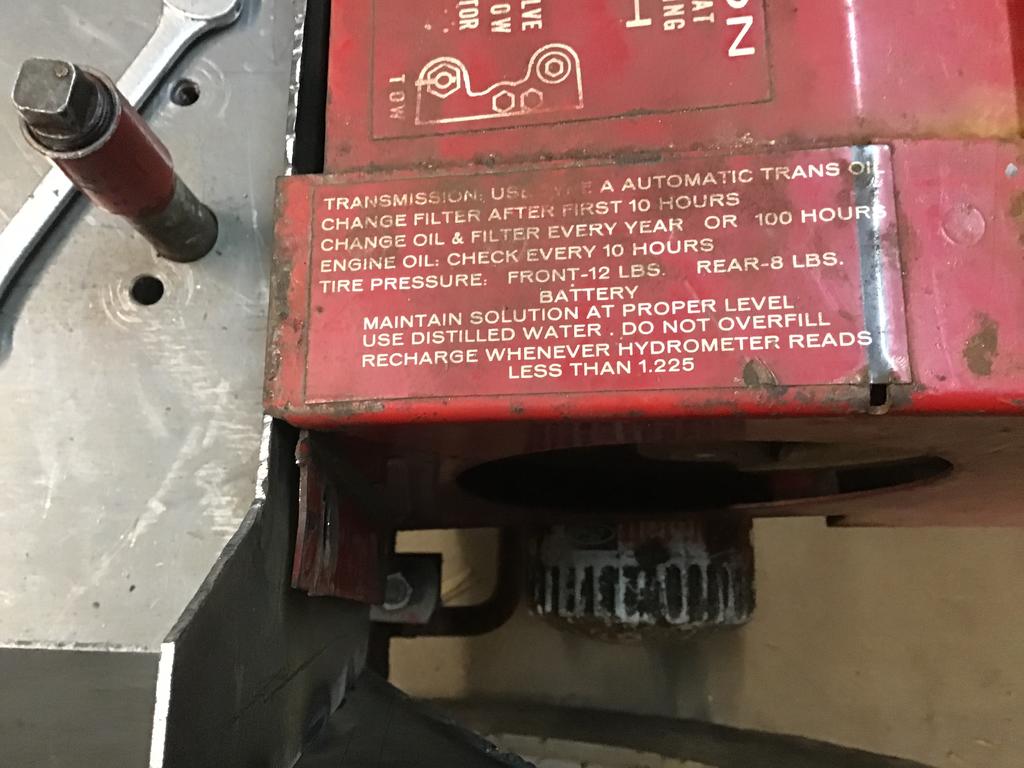 TRANSMISSION: USE TYPE A AUTOMATIC TRANS OIL
CHANGE FILTER AFTER FIRST 10 HOURS
CHANGE OIL & FILTER EVERY YEAR OR 100 HOURS
ENGINE OIL: CHECK EVERY 10 HOURS
TIRE PRESSURE: FRONT-12 LBS. REAR-8 LBS.
BATTERY
MAINTAIN SOLUTION AT PROPER LEVEL
USE DISTILLED WATER . DO NOT OVERFILL
RECHARGE WHENEVER HYDROMETER READS
LESS THAN 1.225
TOW